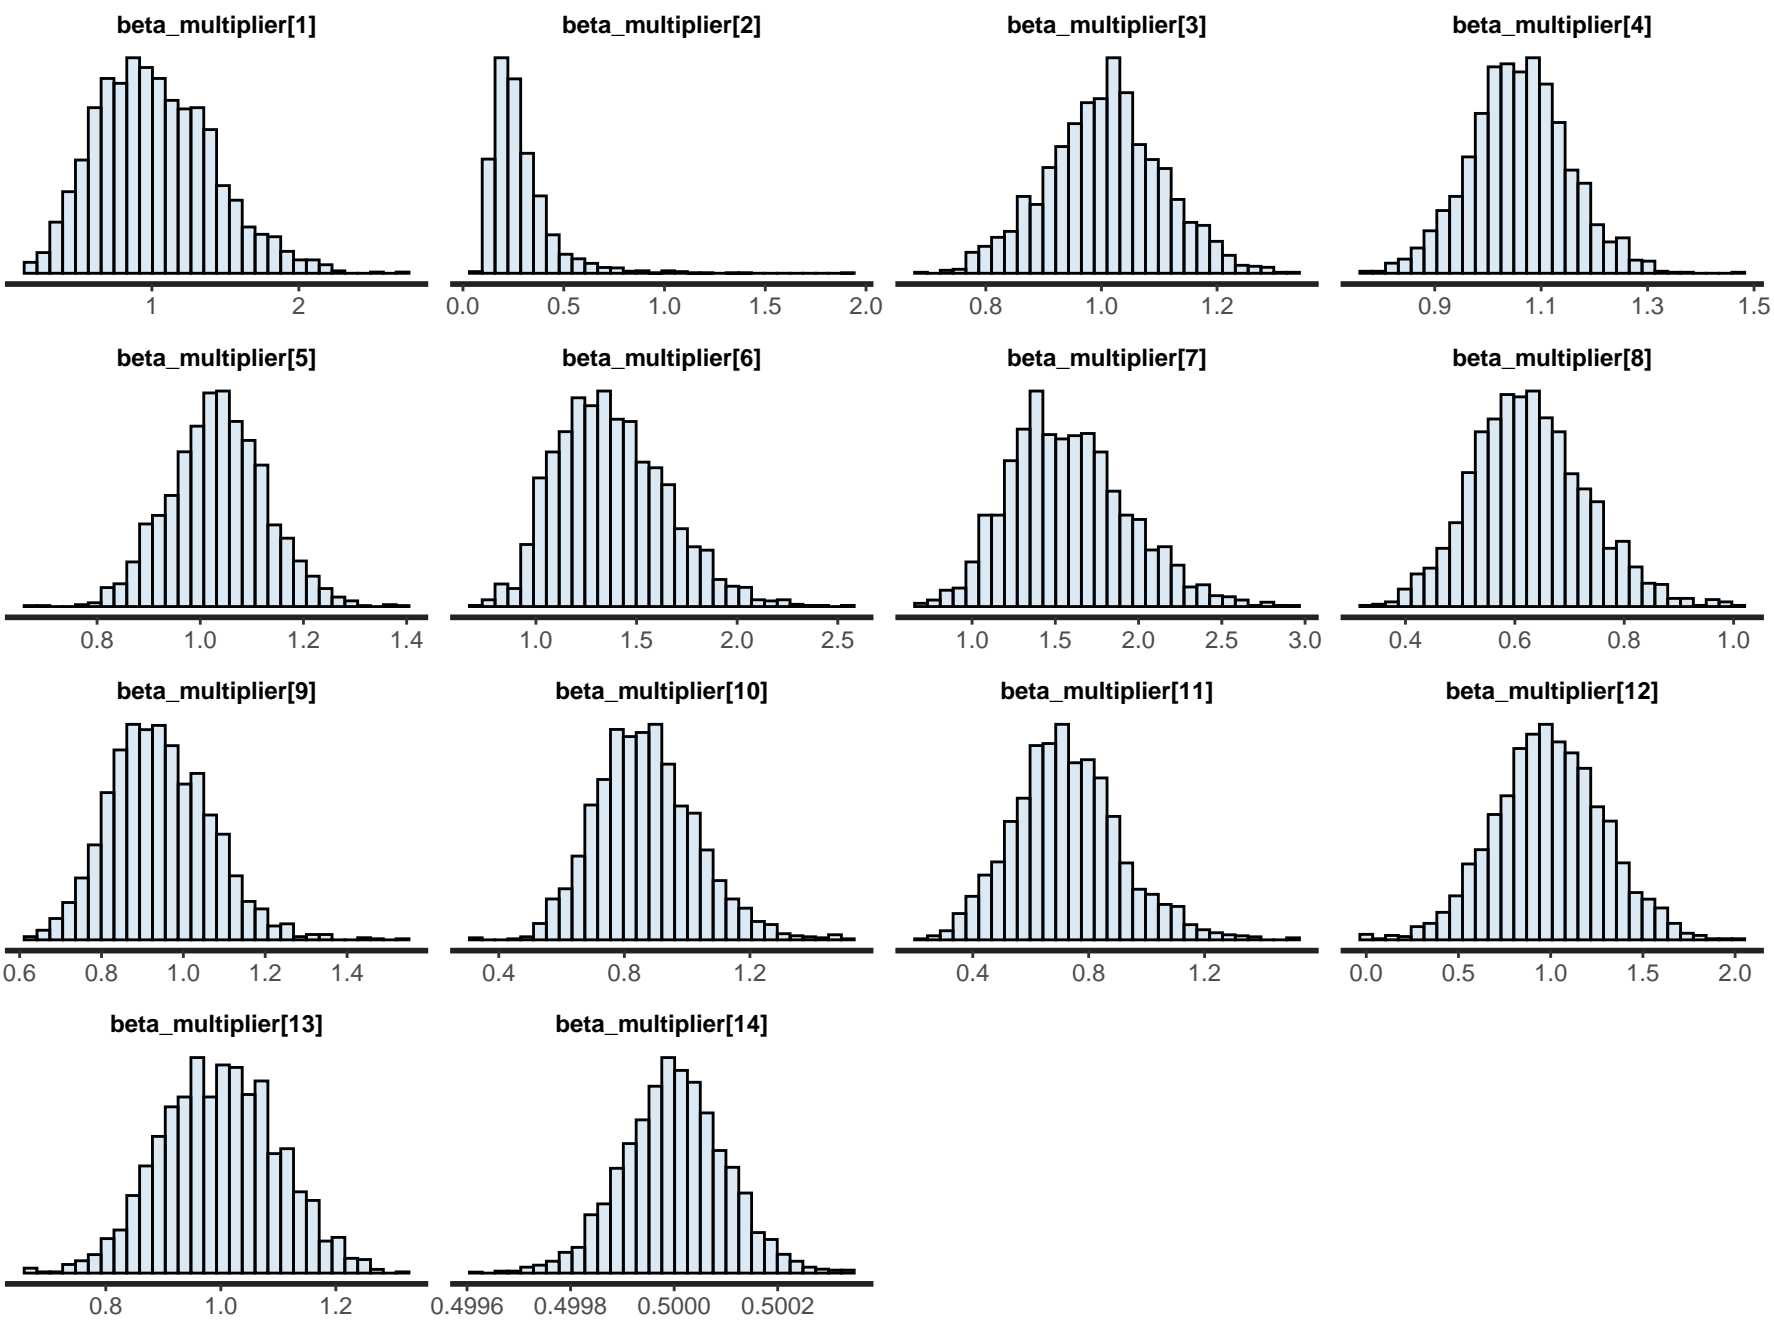 beta_multiplier[1] beta_multiplier[2] beta_multiplier[3] beta_multiplier[4]
1 2 0.0 0.5 1.0 1.5 2.0 0.8 1.0 1.2 0.9 1.1 1.3 1.5
beta_multiplier[5] beta_multiplier[6] beta_multiplier[7] beta_multiplier[8]
0.8 1.0 1.2 1.4 1.0 1.5 2.0 2.5 1.0 1.5 2.0 2.5 3.0 0.4 0.6 0.8 1.0
beta_multiplier[9] beta_multiplier[10] beta_multiplier[11] beta_multiplier[12]
0.6 0.8 1.0 1.2 1.4 0.4 0.8 1.2 0.4 0.8 1.2 0.0 0.5 1.0 1.5 2.0
beta_multiplier[13] beta_multiplier[14]
0.8 1.0 1.2 0.4996 0.4998 0.5000 0.5002